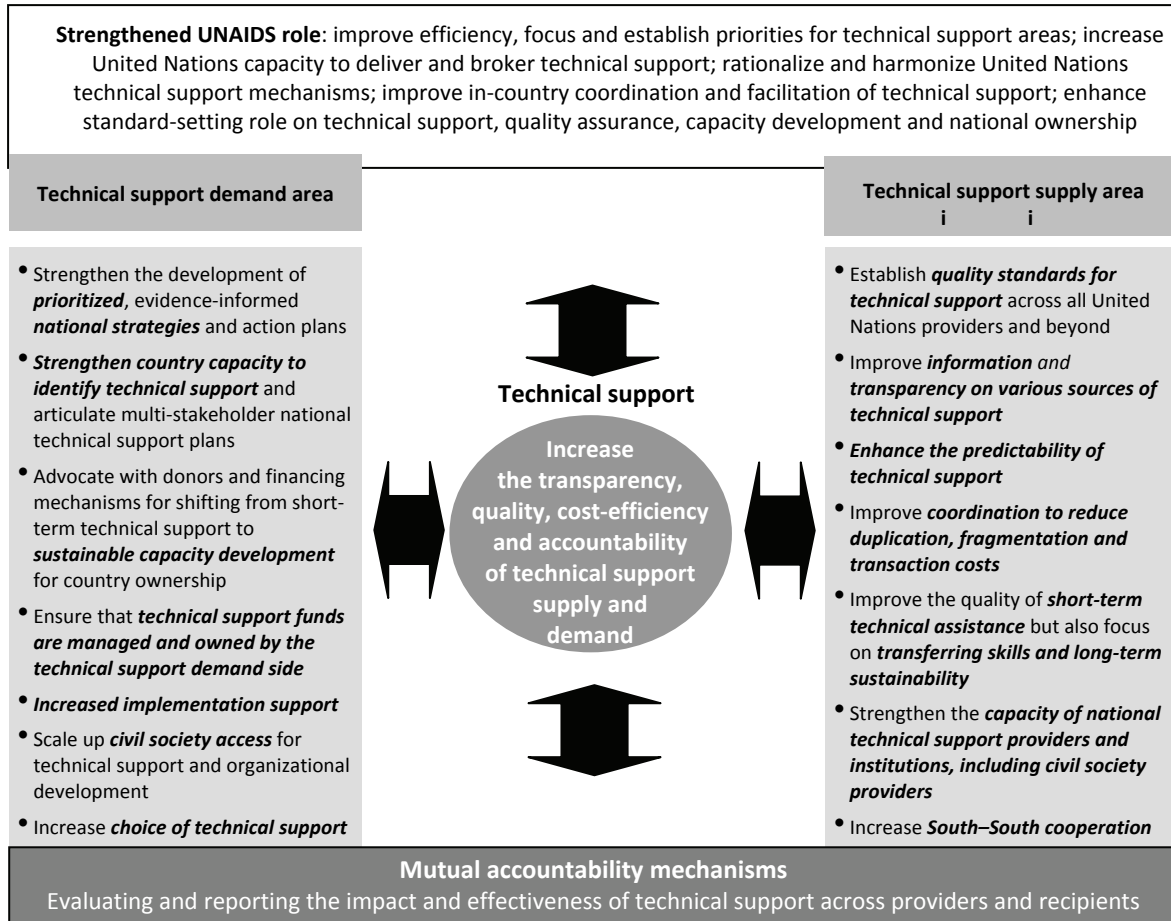 Strengthened UNAIDS role: improve efficiency, focus and establish priorities for technical support areas; increase
United Nations capacity to deliver and broker technical support; rationalize and harmonize United Nations
technical support mechanisms; improve in-country coordination and facilitation of technical support; enhance
standard-setting role on technical support, quality assurance, capacity development and national ownership
Technical support demand area
• Strengthen the development of
prioritized, evidence-informed
national strategies and action plans
• Strengthen country capacity to
identify technical support and
articulate multi-stakeholder national
technical support plans
• Advocate with donors and financing
mechanisms for shifting from short-
term technical support to
sustainable capacity development
for country ownership
• Ensure that technical support funds
are managed and owned by the
technical support demand side
• Increased implementation support
• Scale up civil society access for
technical support and organizational
development
• Increase choice of technical support
Technical support
Increase
the transparency,
quality, cost-efficiency
and accountability
of technical support
supply and
demand
Technical support supply area
i i
• Establish quality standards for
technical support across all United
Nations providers and beyond
• Improve information and
transparency on various sources of
technical support
• Enhance the predictability of
technical support
• Improve coordination to reduce
duplication, fragmentation and
transaction costs
• Improve the quality of short-term
technical assistance but also focus
on transferring skills and long-term
sustainability
• Strengthen the capacity of national
technical support providers and
institutions, including civil society
providers
• Increase South–South cooperation
Mutual accountability mechanisms
Evaluating and reporting the impact and effectiveness of technical support across providers and recipients